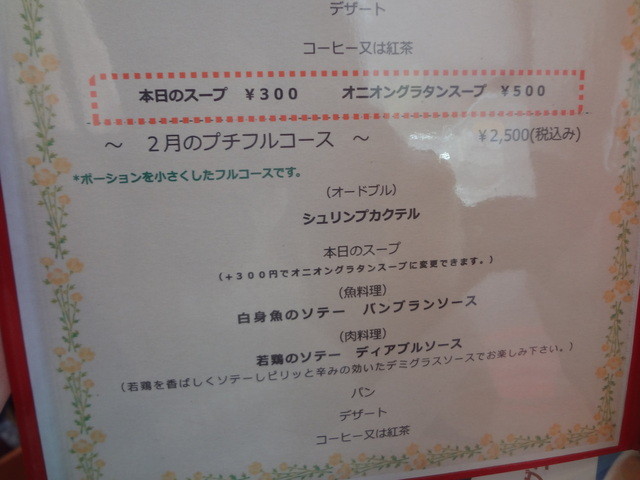 デザート
コーヒー又は紅茶
本日のスープ ¥300 オニオングラタンスープ ¥500
～ 2月のプチフルコース ～ ¥2,500(税込み)
*ポーションを小さくしたフルコースです。
(オードブル)
シュリンプカクテル
本日のスープ
(+300円でオニオングラタンスープに変更できます。)
(魚料理)
白身魚のソテー バンブランソース
(肉料理)
若鶏のソテー ディアブルソース
(若鶏を香ばしくソテーしピリッと辛みの効いたデミグラスソースでお楽しみ下さい。)
パン
デザート
コーヒー又は紅茶